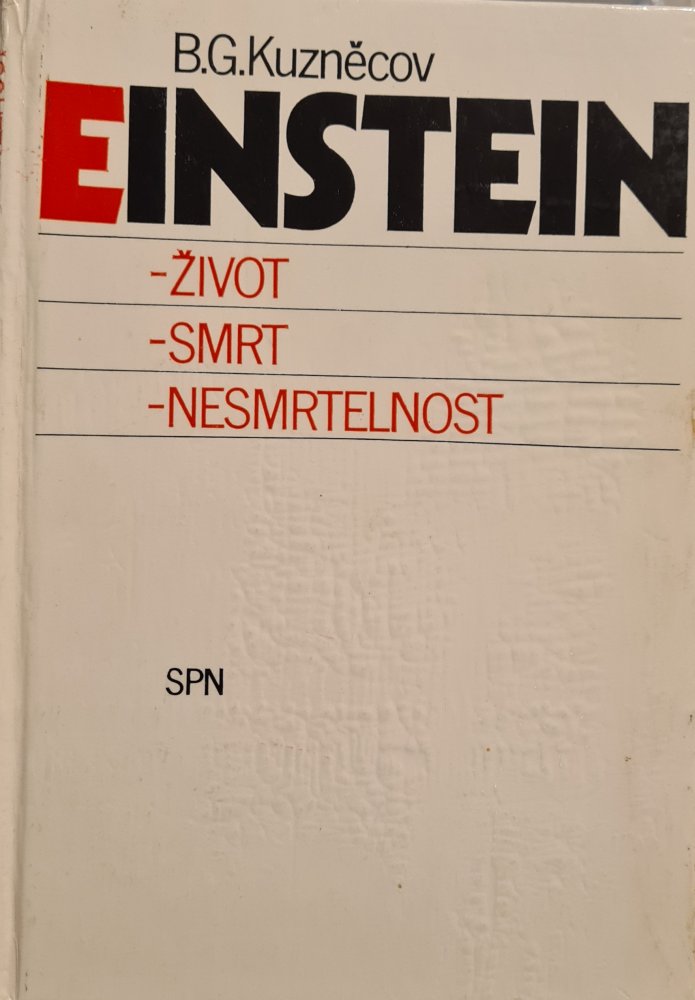 B.G.Kuzněcov
EINSTEIN
-ŽIVOT
-SMRT
-NESMRTELNOST
SPN